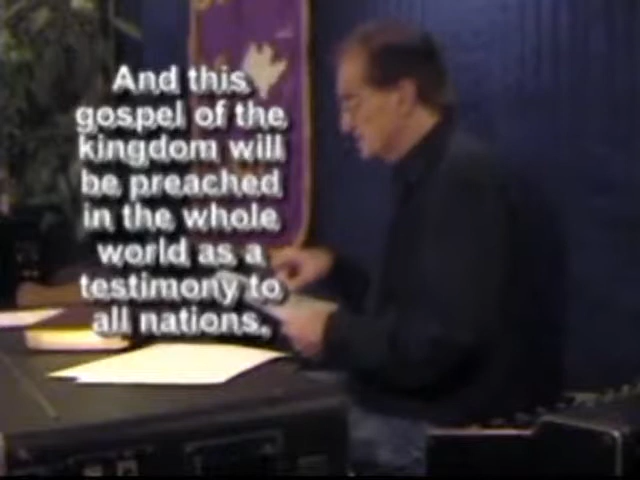 And this
gospel of the
kingdom will
be preached
in the whole
world as a
testimony to
all nations,